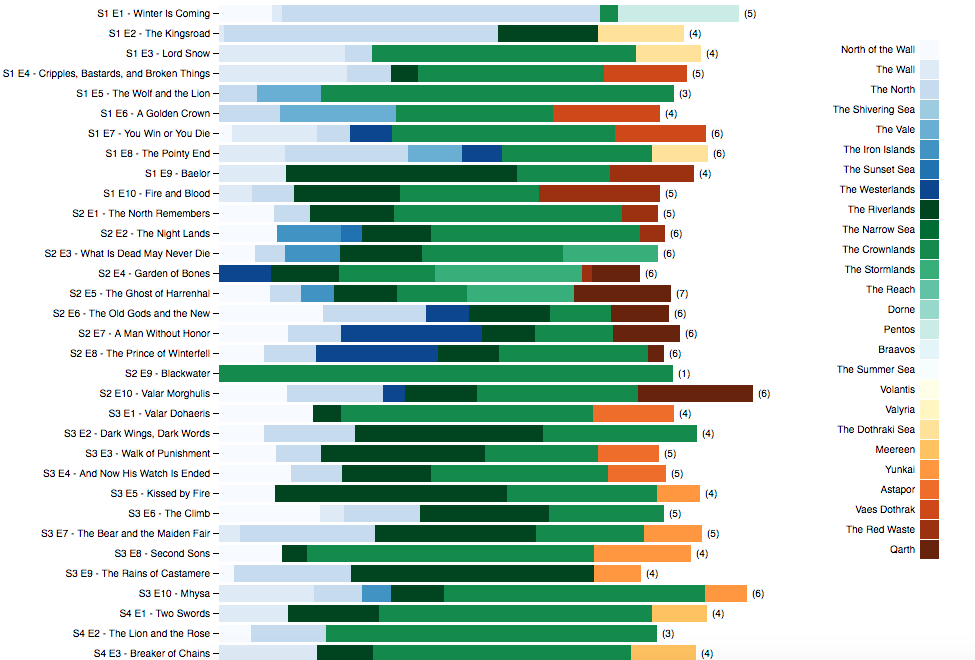 S1 E1 - Winter Is Coming (5)
S1 E2 - The Kingsroad (4)
S1 E3 - Lord Snow (4)
S1 E4 - Cripples, Bastards, and Broken Things (5)
S1 E5 - The Wolf and the Lion (3)
S1 E6 - A Golden Crown (4)
S1 E7 - You Win or You Die (6)
S1 E8 - The Pointy End (6)
S1 E9 - Baelor (4)
S1 E10 - Fire and Blood (5)
S2 E1 - The North Remembers (5)
S2 E2 - The Night Lands (6)
S2 E3 - What Is Dead May Never Die (6)
S2 E4 - Garden of Bones (6)
S2 E5 - The Ghost of Harrenhal (7)
S2 E6 - The Old Gods and the New (6)
S2 E7 - A Man Without Honor (6)
S2 E8 - The Prince of Winterfell (6)
S2 E9 - Blackwater (1)
S2 E10 - Valar Morghulis (6)
S3 E1 - Valar Dohaeris (4)
S3 E2 - Dark Wings, Dark Words (4)
S3 E3 - Walk of Punishment (5)
S3 E4 - And Now His Watch Is Ended (5)
S3 E5 - Kissed by Fire (4)
S3 E6 - The Climb (5)
S3 E7 - The Bear and the Maiden Fair (5)
S3 E8 - Second Sons (4)
S3 E9 - The Rains of Castamere (4)
S3 E10 - Mhysa (6)
S4 E1 - Two Swords (4)
S4 E2 - The Lion and the Rose (3)
S4 E3 - Breaker of Chains (4)
North of the Wall
The Wall
The North
The Shivering Sea
The Vale
The Iron Islands
The Sunset Sea
The Westerlands
The Riverlands
The Narrow Sea
The Crownlands
The Stormlands
The Reach
Dorne
Pentos
Braavos
The Summer Sea
Volantis
Valyria
The Dothraki Sea
Meereen
Yunkai
Astapor
Vaes Dothrak
The Red Waste
Qarth